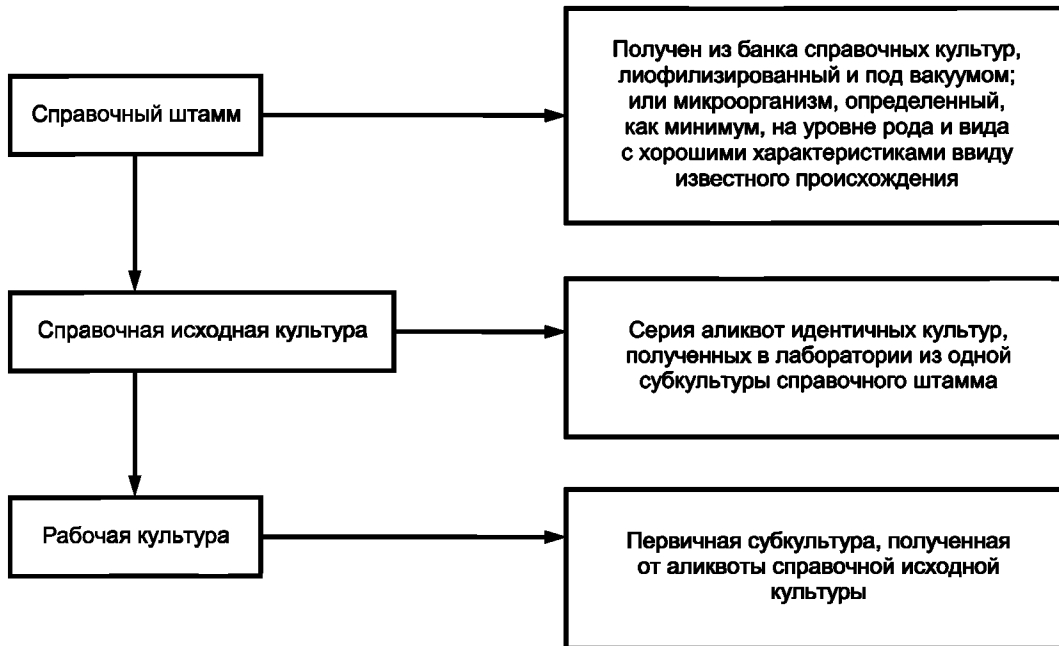 Справочный штамм
Получен из банка справочных культур,
лиофилизированный и под вакуумом;
или микроорганизм, определенный,
как минимум, на уровне рода и вида
с хорошими характеристиками ввиду
известного происхождения
Справочная исходная культура
Серия аликвот идентичных культур,
полученных в лаборатории из одной
субкультуры справочного штамма
Рабочая культура
Первичная субкультура, полученная
от аликвоты справочной исходной
культуры